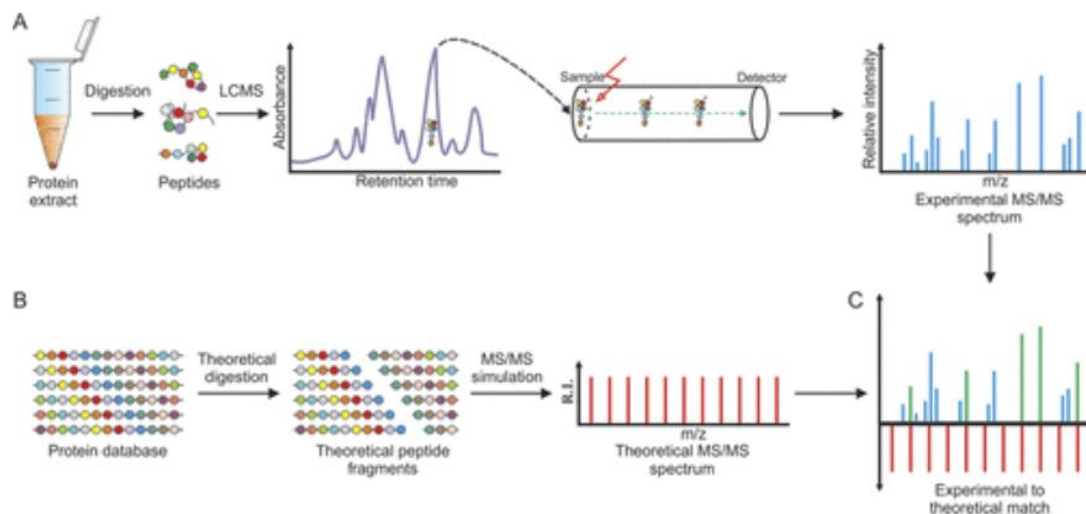 A
Digestion
LCMS
Protein
extract
Peptides
Absorbance
Retention time
Sample
Detector
Relative intensity
m/z
Experimental MS/MS
spectrum
B
Theoretical
digestion
MS/MS
simulation
Protein database
Theoretical peptide
fragments
R.I.
m/z
Theoretical MS/MS
spectrum
C
Experimental to
theoretical match